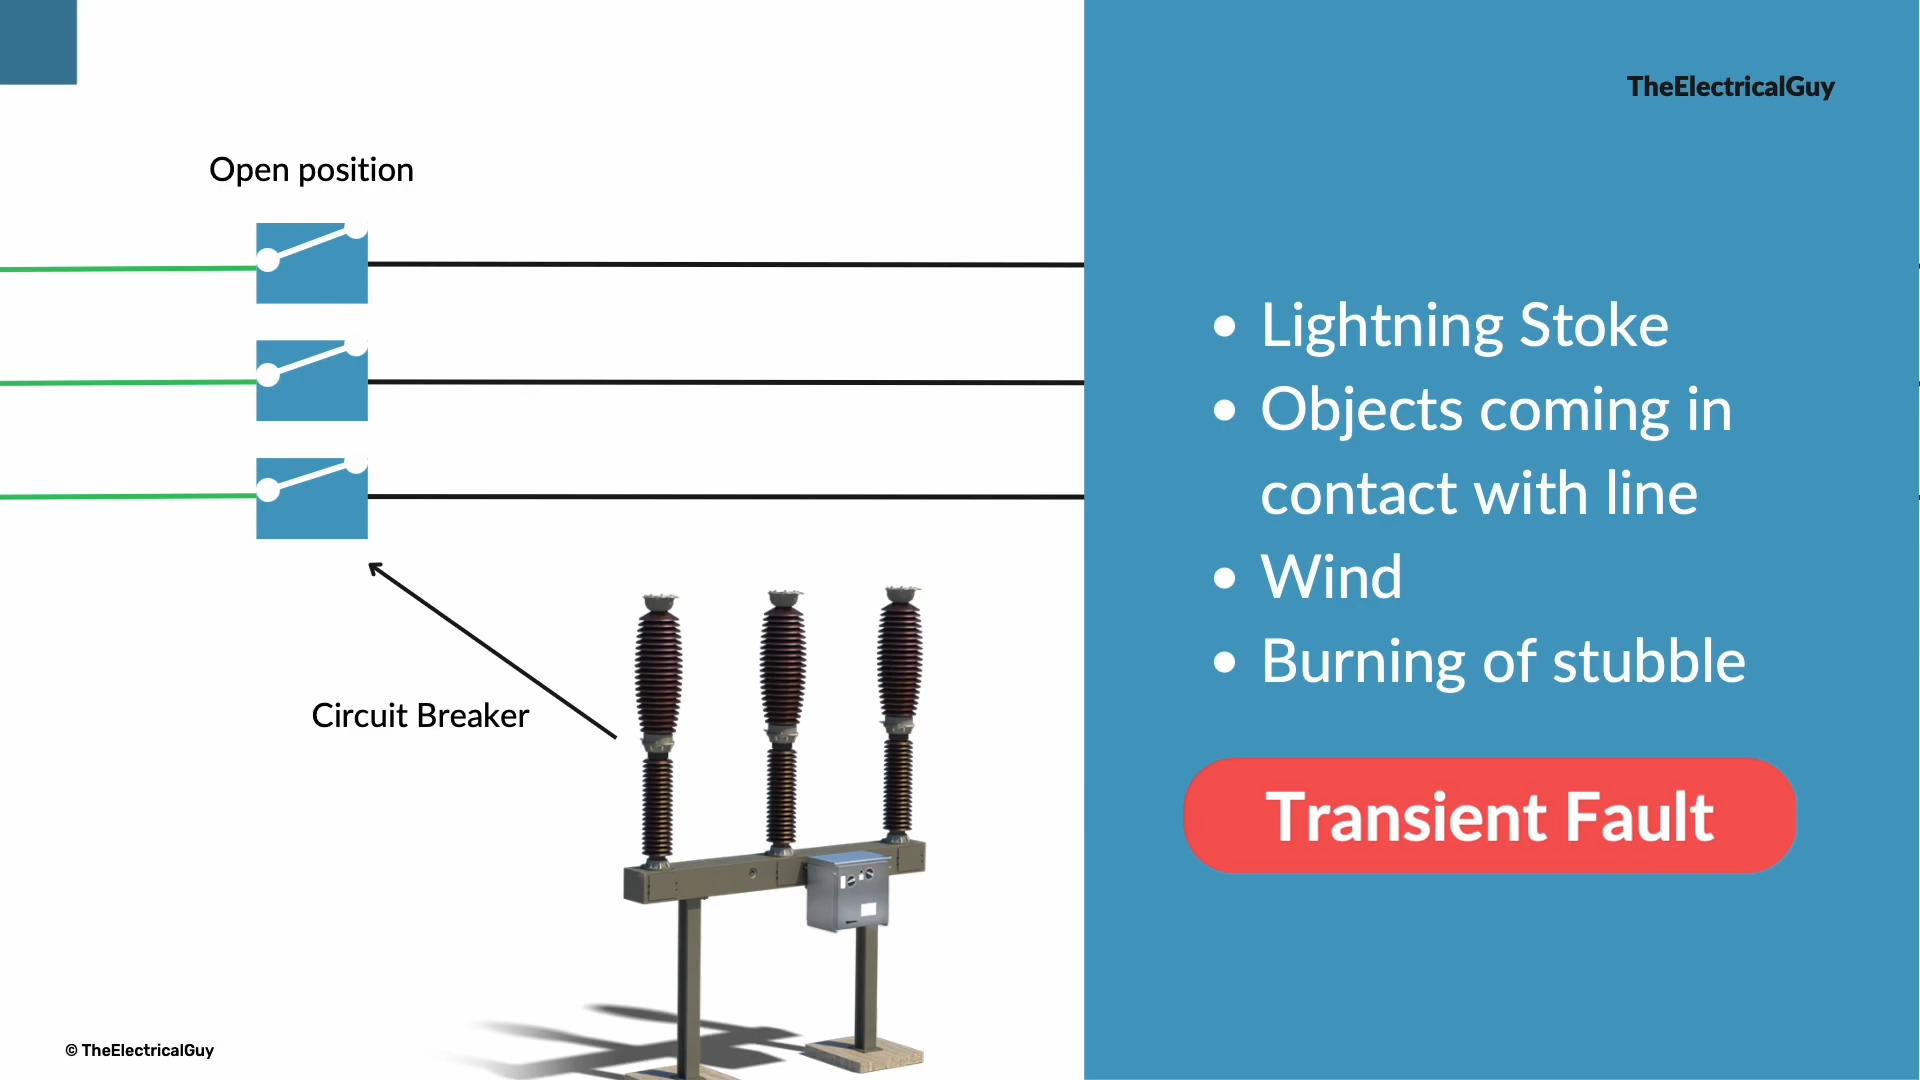 TheElectricalGuy
Open position
Circuit Breaker
Lightning Stoke
Objects coming in
contact with line
Wind
Burning of stubble
Transient Fault
© TheElectricalGuy